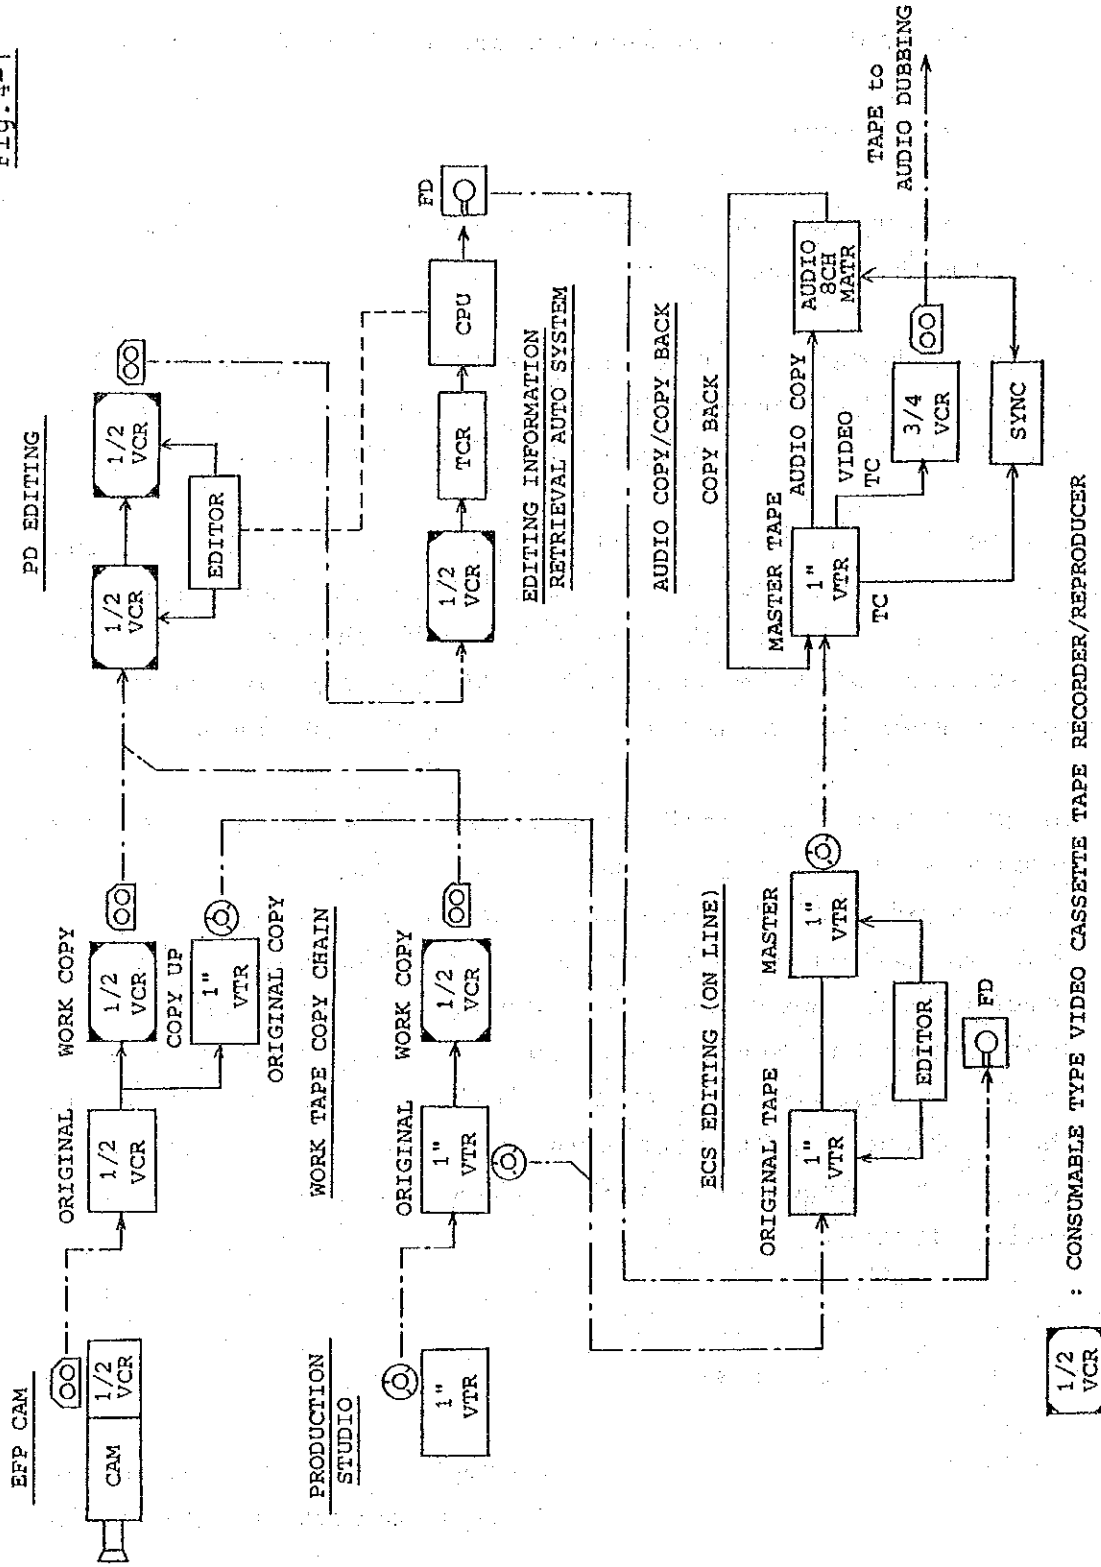 Fig.4-1
EFP CAM
CAM
1/2
VCR
ORIGINAL
1/2
VCR
WORK COPY
1/2
VCR
COPY UP
1"
VTR
ORIGINAL COPY
WORK TAPE COPY CHAIN
PD EDITING
1/2
VCR
1/2
VCR
EDITOR
PRODUCTION
STUDIO
1"
VTR
ORIGINAL
1"
VTR
WORK COPY
1/2
VCR
1/2
VCR
TCR
CPU
FD
EDITING INFORMATION
RETRIEVAL AUTO SYSTEM
ECS EDITING (ON LINE)
ORIGINAL TAPE
1"
VTR
MASTER
1"
VTR
EDITOR
FD
AUDIO COPY/COPY BACK
COPY BACK
MASTER TAPE
1"
VTR
AUDIO COPY
AUDIO
8CH
MATR
VIDEO
TC
3/4
VCR
TC
SYNC
TAPE to
AUDIO DUBBING
1/2
VCR
: CONSUMABLE TYPE VIDEO CASSETTE TAPE RECORDER/REPRODUCER